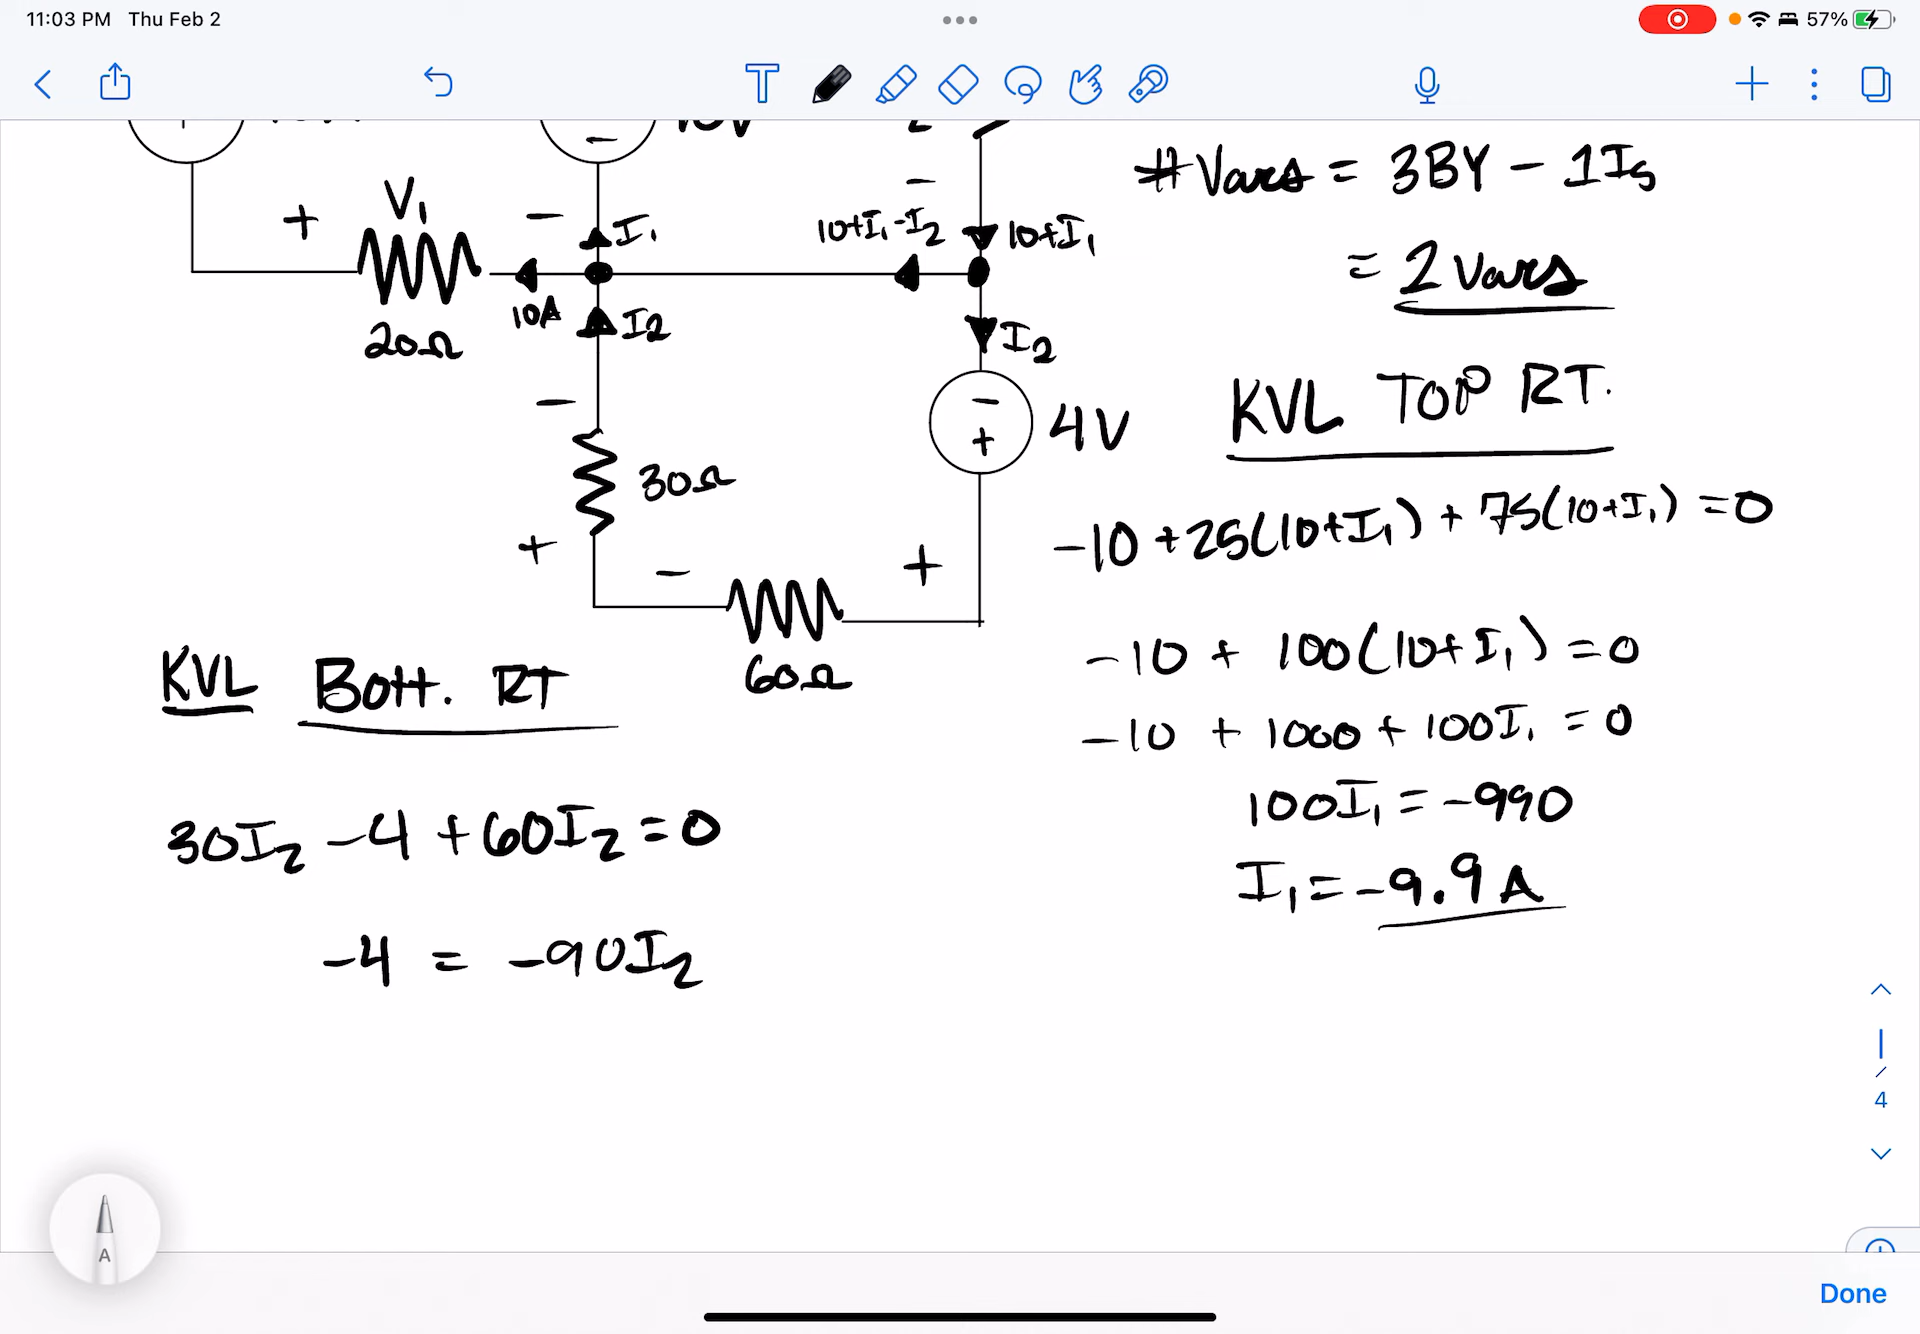 11:03 PM Thu Feb 2
57%
#Vars = 3BY - 1Is
= 2 Vars
V1
+
-
I1
10+I1-I2
-
10+I1
10A
I2
20Ω
I2
-
-
+
4V
30Ω
+
-
+
60Ω
KVL TOP RT.
-10 +25(10+I1) + 75(10+I1) =0
-10 + 100(10+I1) = 0
-10 + 1000 + 100I1 = 0
100I1 = -990
I1 = -9.9 A
KVL Bott. RT
30I2 -4 +60I2 =0
-4 = -90I2
1
/
4
A
Done